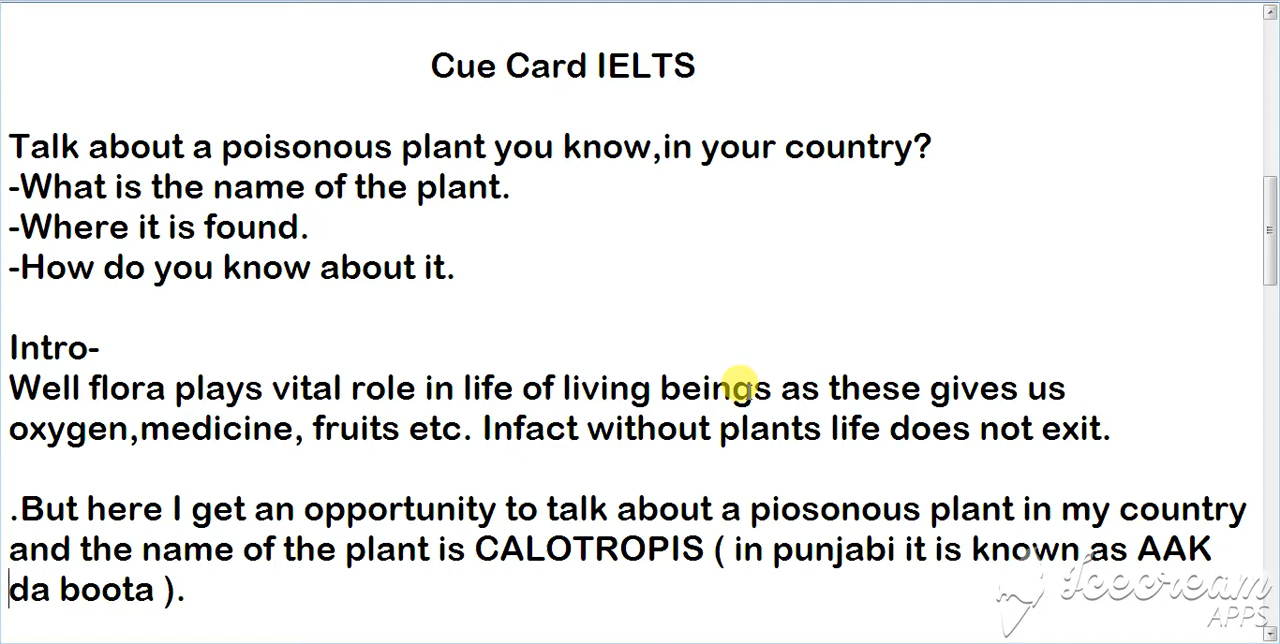 Cue Card IELTS
Talk about a poisonous plant you know,in your country?
-What is the name of the plant.
-Where it is found.
-How do you know about it.
Intro-
Well flora plays vital role in life of living beings as these gives us
oxygen,medicine, fruits etc. Infact without plants life does not exit.
.But here I get an opportunity to talk about a piosonous plant in my country
and the name of the plant is CALOTROPIS ( in punjabi it is known as AAK
da boota ).
Icecream
APPS